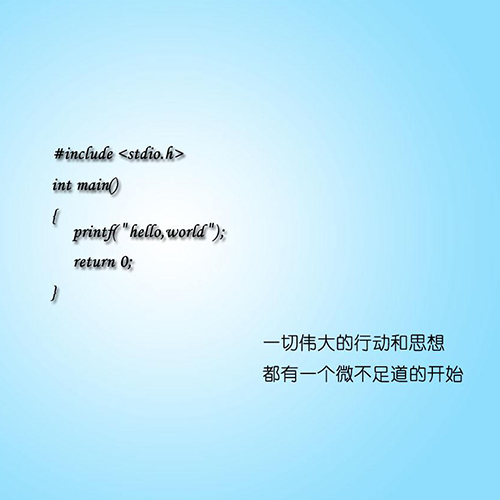 #include <stdio.h>
int main()
{
printf("hello,world");
return 0;
}
一切伟大的行动和思想
都有一个微不足道的开始